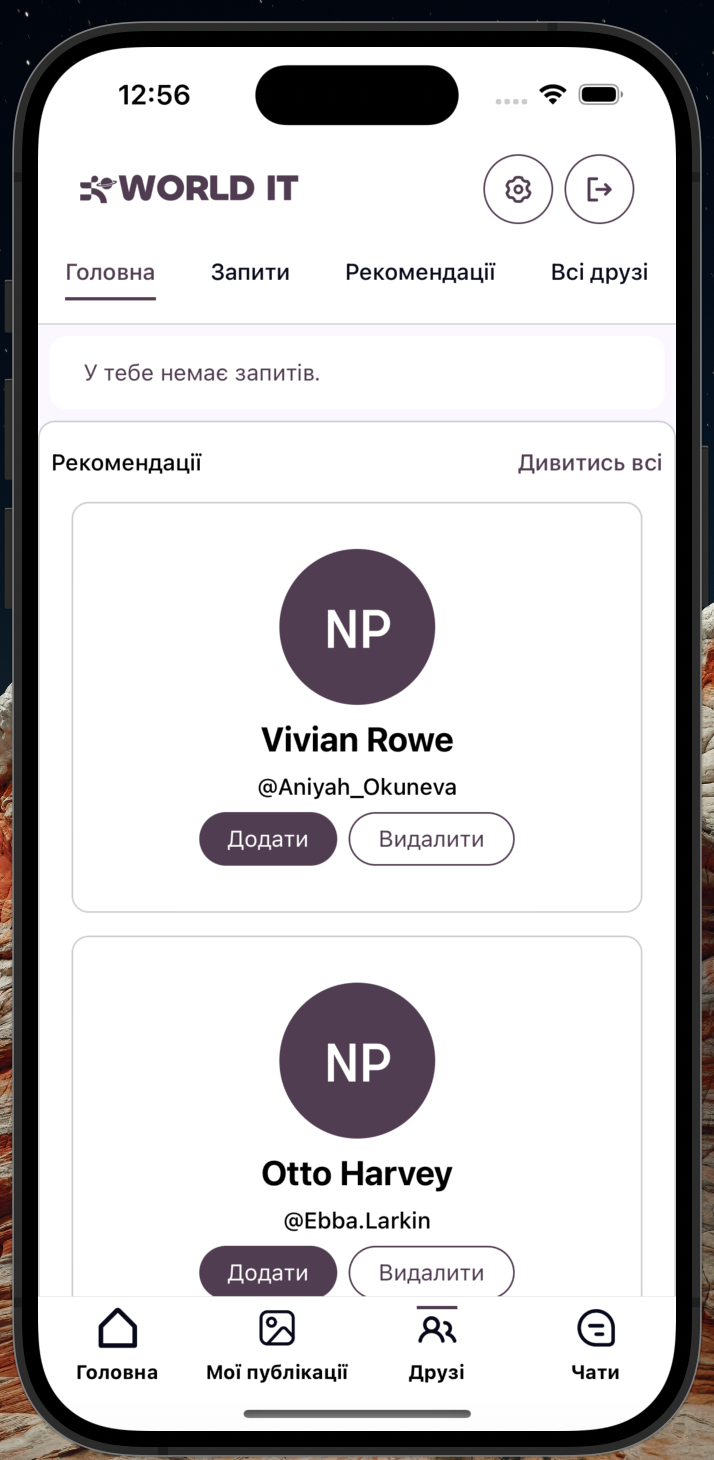 12:56
WORLD IT
Головна Запити Рекомендації Всі друзі
У тебе немає запитів.
Рекомендації Дивитись всі
NP
Vivian Rowe
@Aniyah_Okuneva
Додати Видалити
NP
Otto Harvey
@Ebba.Larkin
Додати Видалити
Головна Мої публікації Друзі Чати